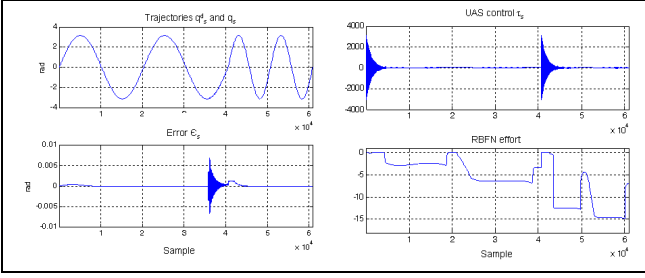 Trajectories qᵈₛ and qₛ
4
2
0
-2
-4
rad
1 2 3 4 5 6
× 10⁴
UAS control τₛ
4000
2000
0
-2000
-4000
1 2 3 4 5 6
× 10⁴
Error Єₛ
0.01
0.005
0
-0.005
-0.01
rad
0 1 2 3 4 5 6
× 10⁴
Sample
RBFN effort
0
-5
-10
-15
1 2 3 4 5 6
× 10⁴
Sample